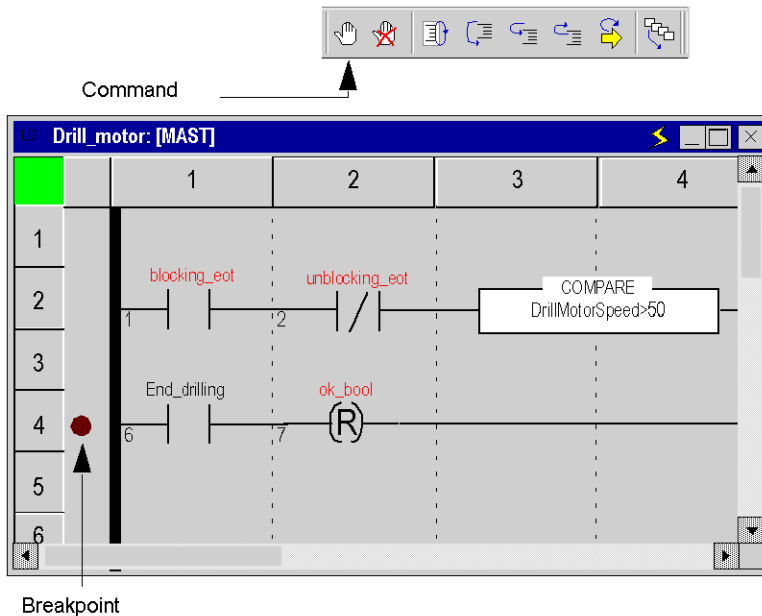 Command
Drill_motor: [MAST]
1 2 3 4
1
blocking_eot unblocking_eot
COMPARE
2
DrillMotorSpeed>50
1 2
3
End_drilling ok_bool
4
(R)
6 7
5
6
Breakpoint